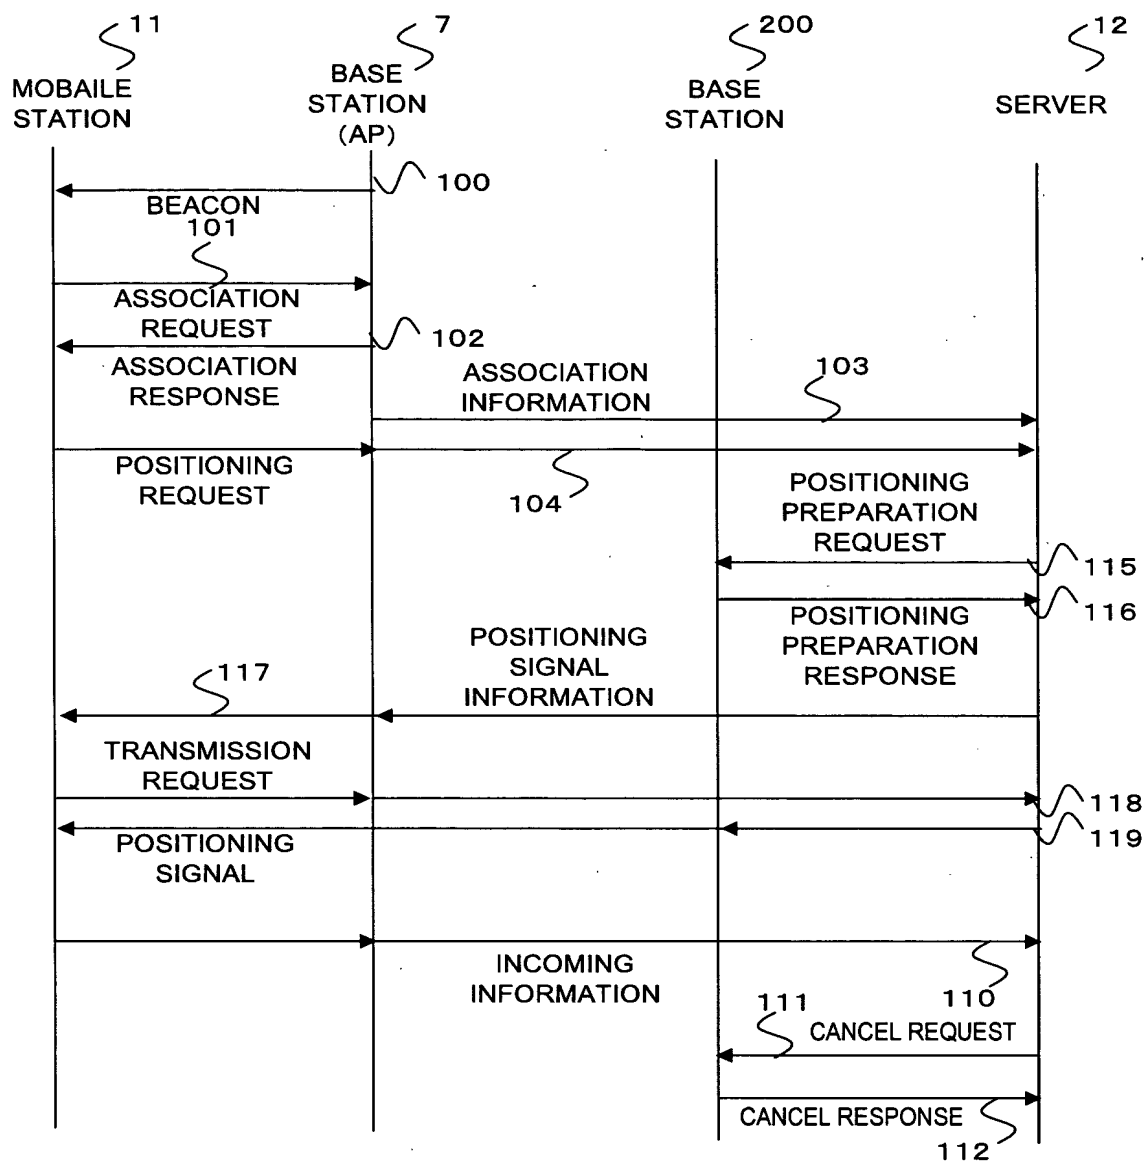 11
7
200
12
MOBAILE
STATION
BASE
STATION
(AP)
BASE
STATION
SERVER
100
BEACON
101
ASSOCIATION
REQUEST
102
ASSOCIATION
RESPONSE
ASSOCIATION
INFORMATION
103
POSITIONING
REQUEST
104
POSITIONING
PREPARATION
REQUEST
115
116
POSITIONING
PREPARATION
RESPONSE
POSITIONING
SIGNAL
INFORMATION
117
TRANSMISSION
REQUEST
118
119
POSITIONING
SIGNAL
INCOMING
INFORMATION
110
111
CANCEL REQUEST
CANCEL RESPONSE
112